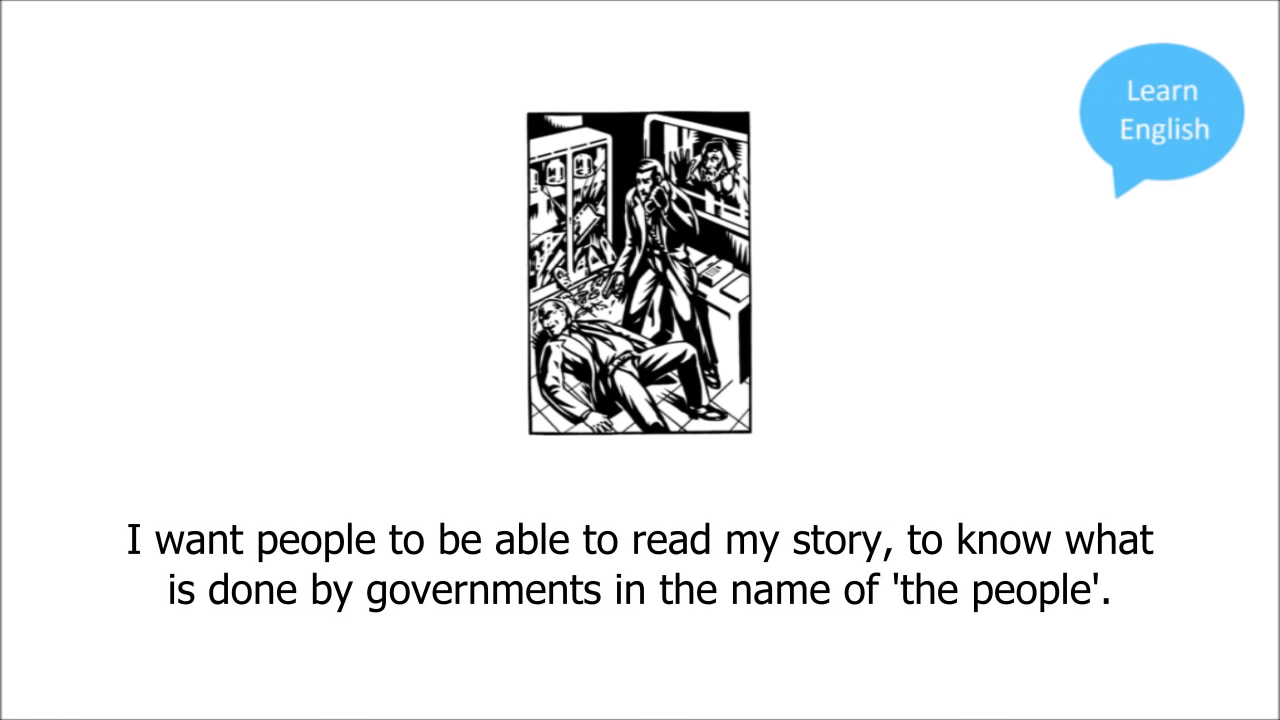 Learn
English
I want people to be able to read my story, to know what
is done by governments in the name of 'the people'.